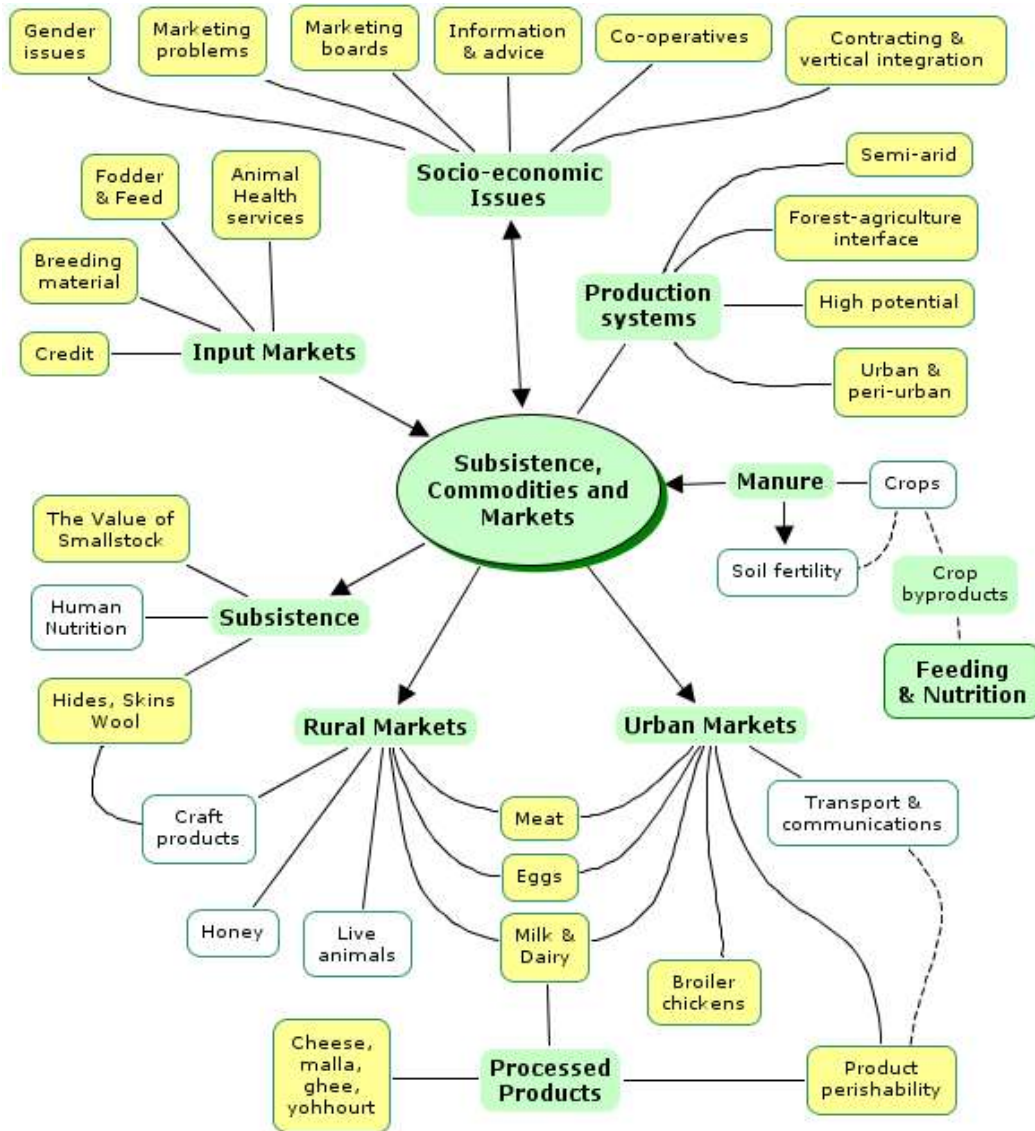 Gender
issues
Marketing
problems
Marketing
boards
Information
& advice
Co-operatives
Contracting &
vertical integration
Socio-economic
Issues
Fodder
& Feed
Animal
Health
services
Breeding
material
Credit
Input Markets
Semi-arid
Forest-agriculture
interface
Production
systems
High potential
Urban &
peri-urban
Subsistence,
Commodities and
Markets
Manure
Crops
Soil fertility
Crop
byproducts
Feeding
& Nutrition
The Value of
Smallstock
Human
Nutrition
Subsistence
Hides, Skins
Wool
Rural Markets
Urban Markets
Craft
products
Meat
Transport &
communications
Eggs
Honey
Live
animals
Milk &
Dairy
Broiler
chickens
Cheese,
malla,
ghee,
yohhourt
Processed
Products
Product
perishability